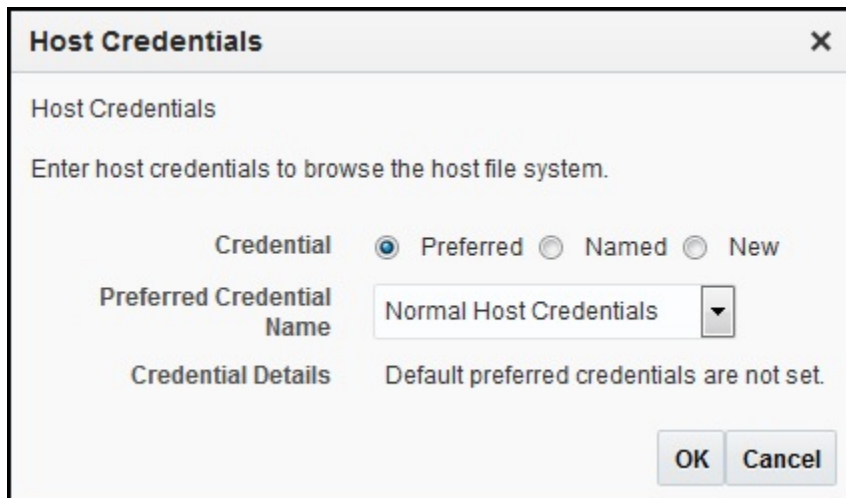 Host Credentials
Host Credentials
Enter host credentials to browse the host file system.
Credential Preferred Named New
Preferred Credential Name Normal Host Credentials
Credential Details Default preferred credentials are not set.
OK Cancel